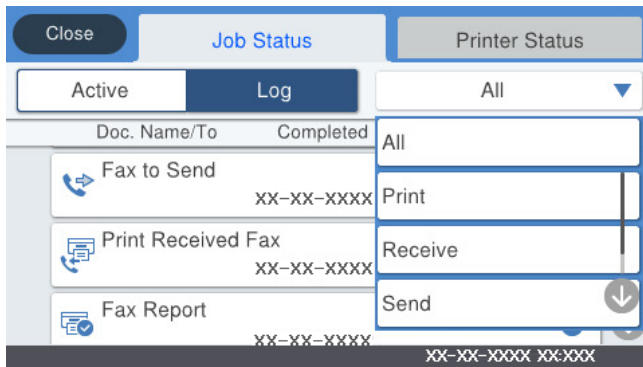 Close
Job Status
Printer Status
Active
Log
All
Doc. Name/To
Completed
All
Fax to Send
XX-XX-XXXX
Print
Print Received Fax
XX-XX-XXXX
Receive
Fax Report
XX-XX-XXXX
Send
XX-XX-XXXX XX:XXX